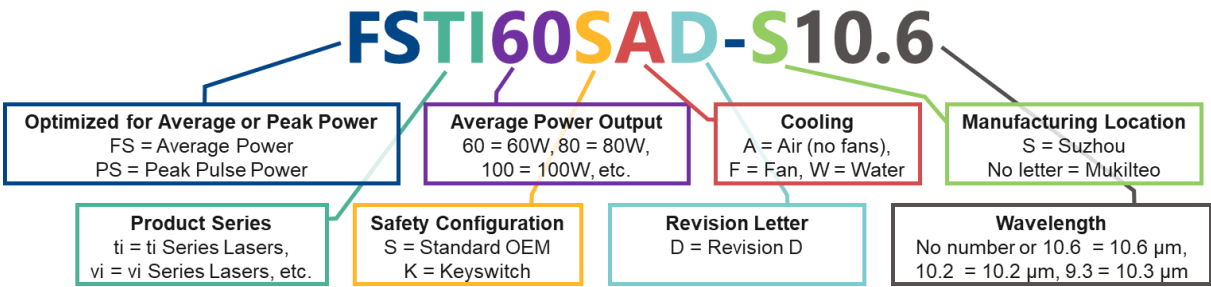 FSTI60SAD-S10.6
Optimized for Average or Peak Power
FS = Average Power
PS = Peak Pulse Power
Average Power Output
60 = 60W, 80 = 80W,
100 = 100W, etc.
Cooling
A = Air (no fans),
F = Fan, W = Water
Manufacturing Location
S = Suzhou
No letter = Mukilteo
Product Series
ti = ti Series Lasers,
vi = vi Series Lasers, etc.
Safety Configuration
S = Standard OEM
K = Keyswitch
Revision Letter
D = Revision D
Wavelength
No number or 10.6 = 10.6 µm,
10.2 = 10.2 µm, 9.3 = 10.3 µm